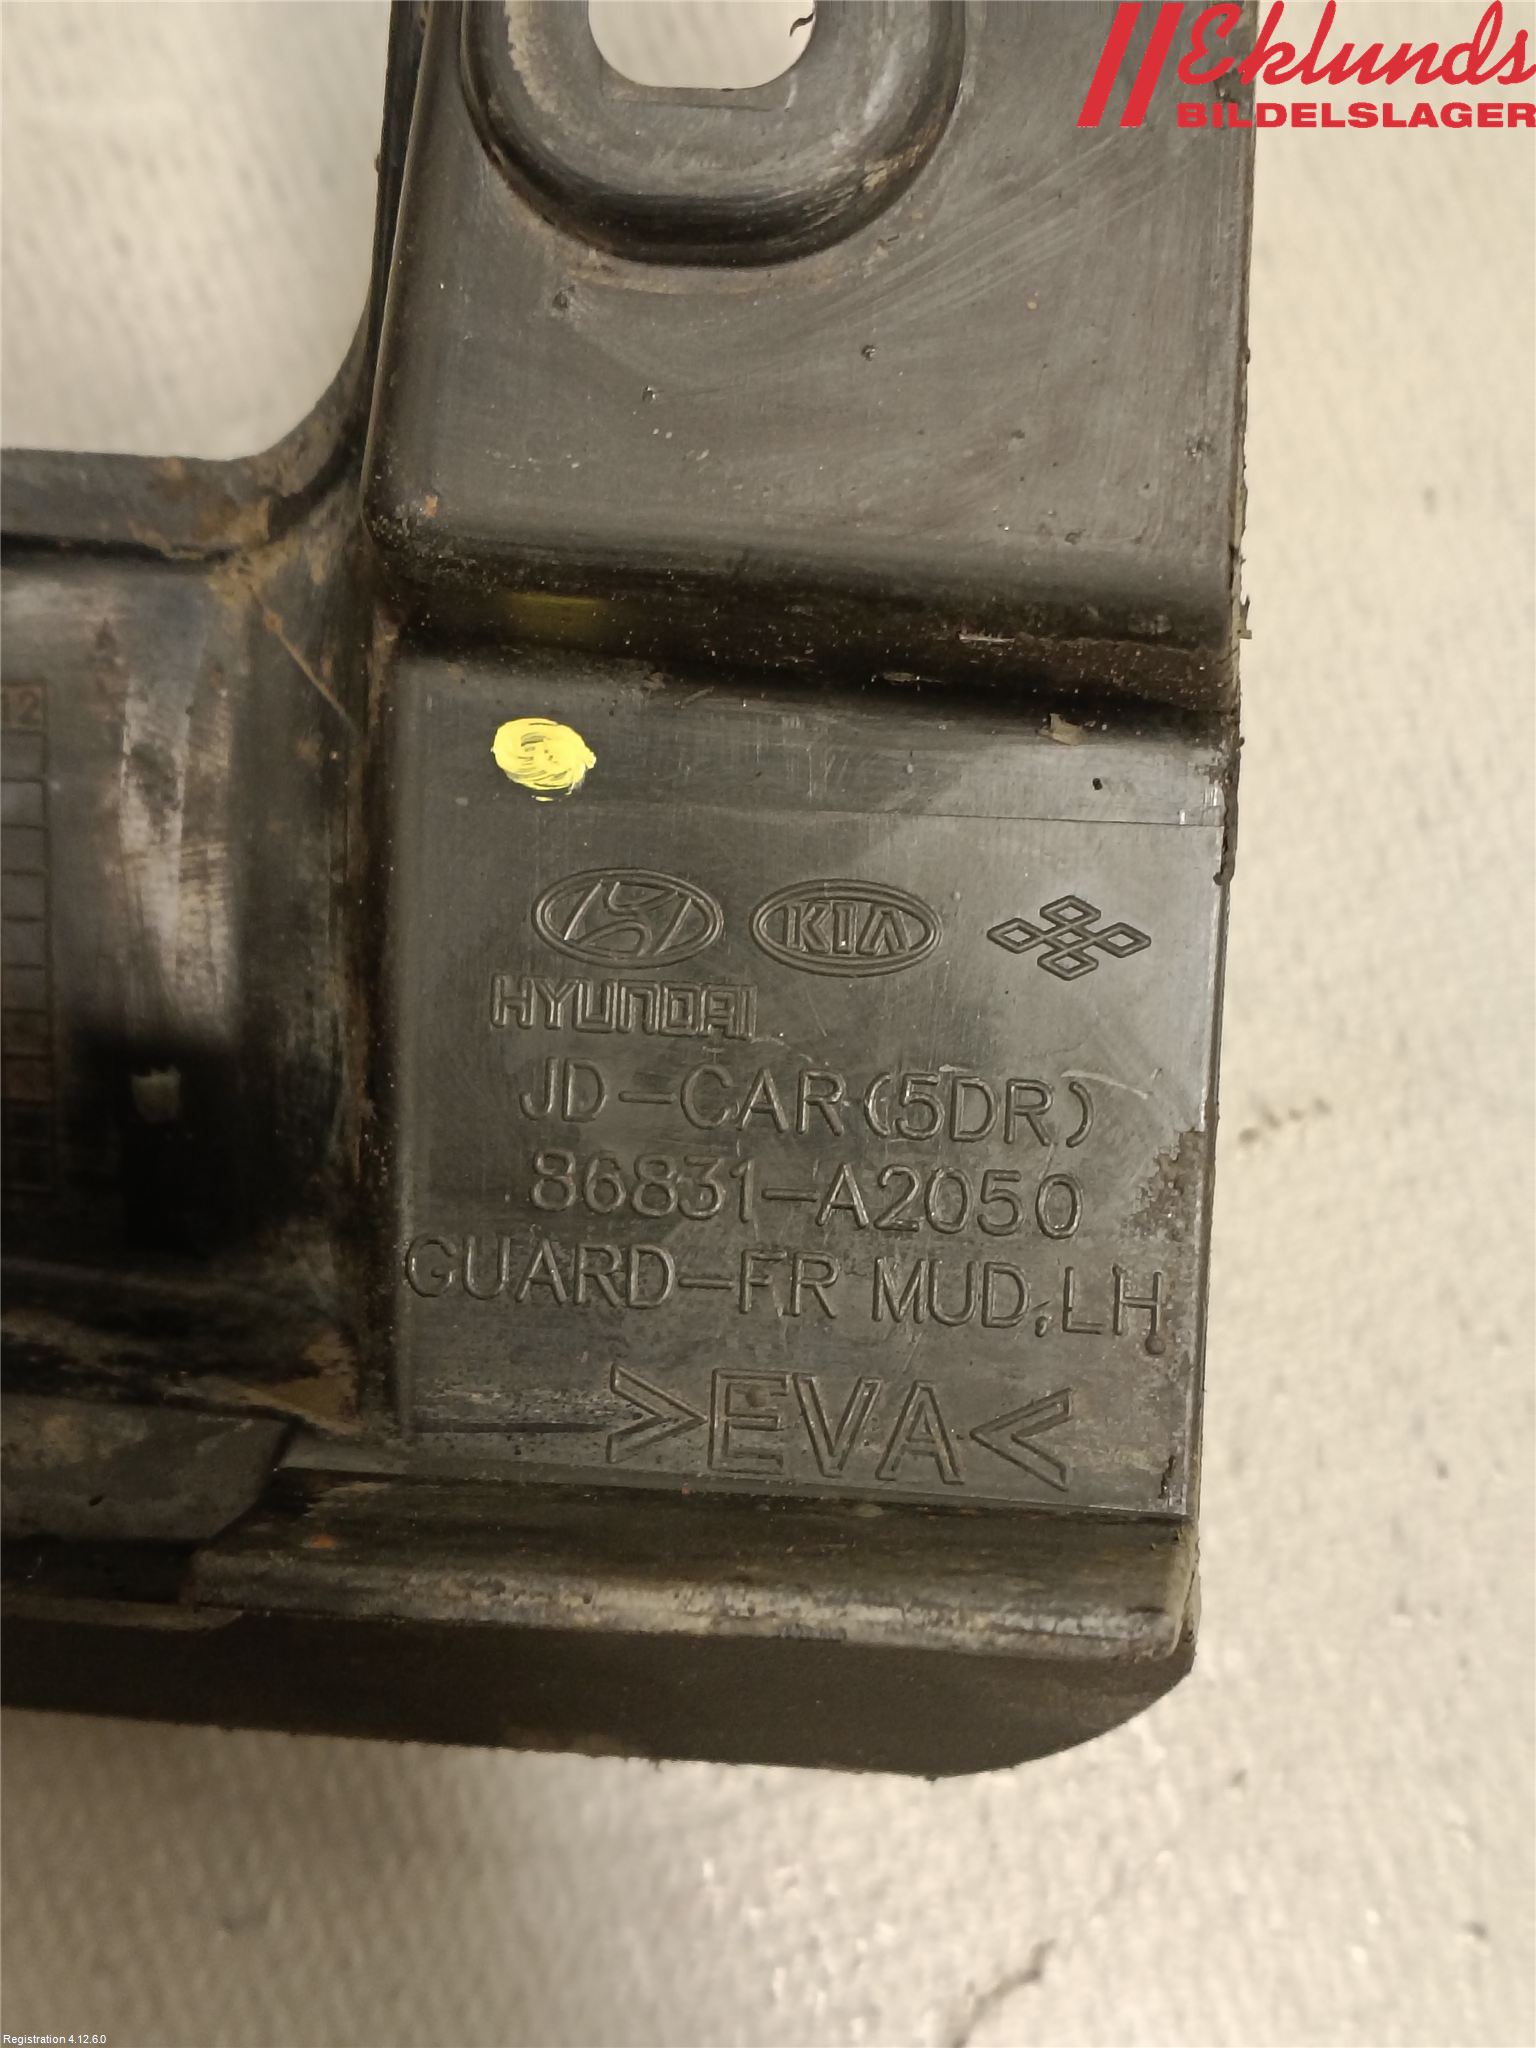 Eklunds
BILDELSLAGER
12
KIA
HYUNDAI
JD-CAR(5DR)
86831-A2050
GUARD-FR MUD,LH
>EVA<
Registration 4.12.6.0